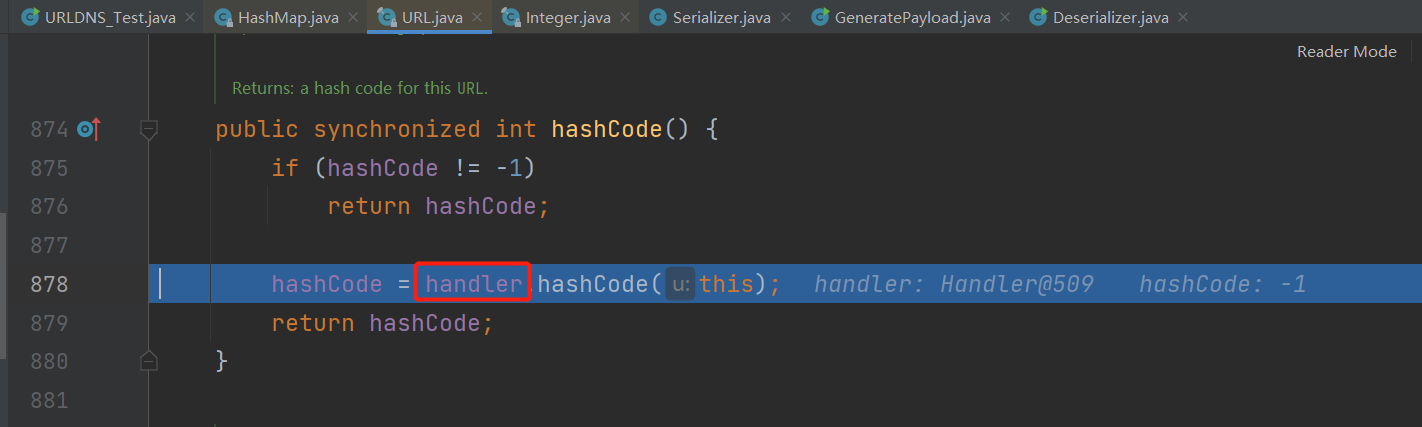 URLDNS_Test.java HashMap.java URL.java Integer.java Serializer.java GeneratePayload.java Deserializer.java
Reader Mode
Returns: a hash code for this URL.
874 public synchronized int hashCode() {
875 if (hashCode != -1)
876 return hashCode;
877
878 hashCode = handler.hashCode( u: this); handler: Handler@509 hashCode: -1
879 return hashCode;
880 }
881